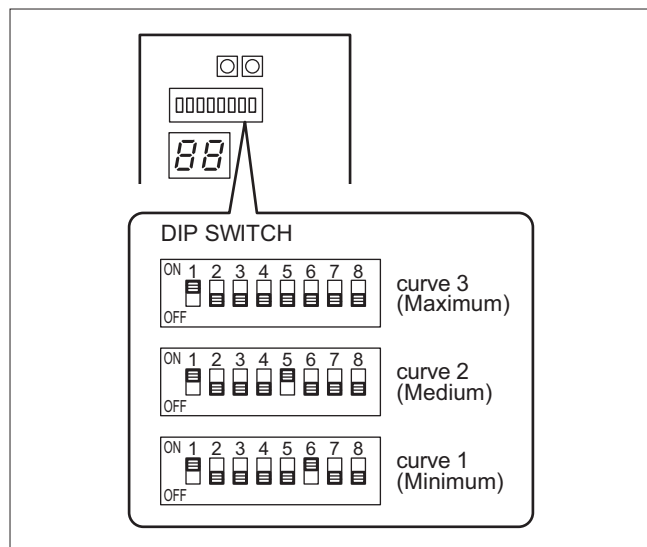 88
DIP SWITCH
ON 1 2 3 4 5 6 7 8
OFF
curve 3
(Maximum)
ON 1 2 3 4 5 6 7 8
OFF
curve 2
(Medium)
ON 1 2 3 4 5 6 7 8
OFF
curve 1
(Minimum)